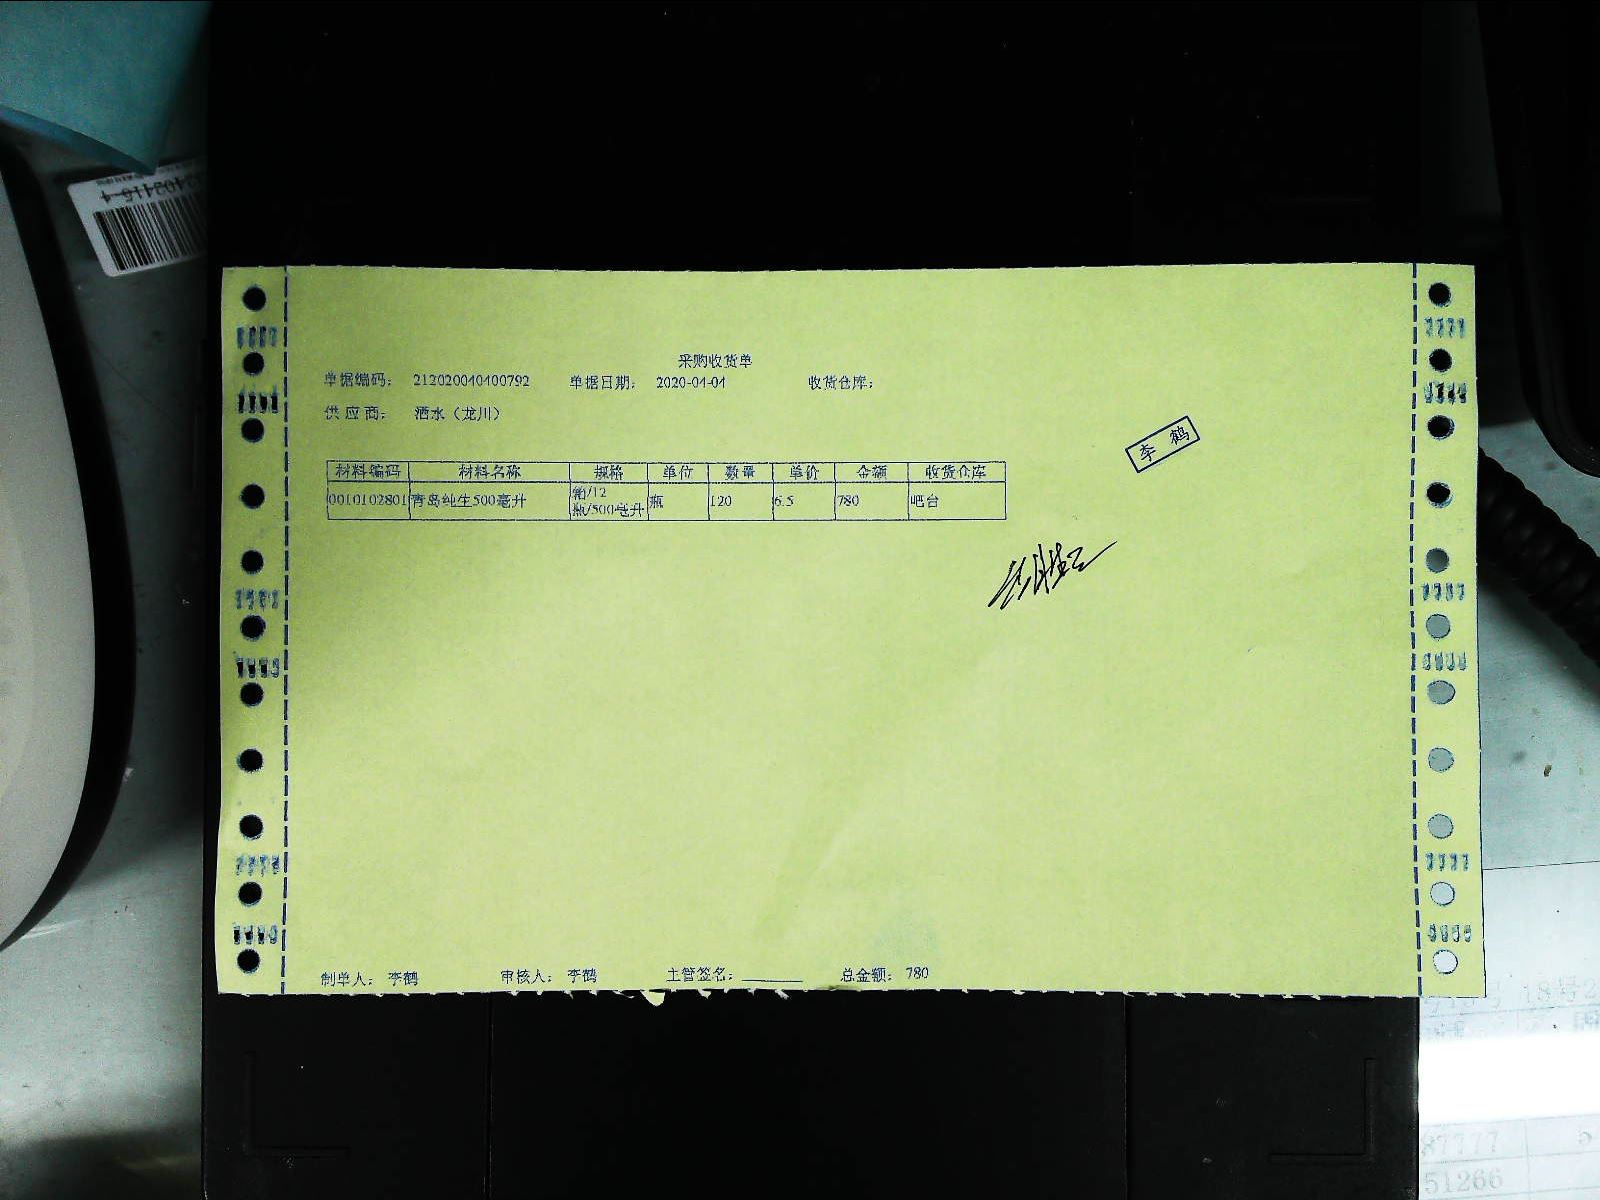 采购收货单
单据编码： 212020040100792 单据日期： 2020-04-01 收货仓库：
供应商： 酒水（龙川）
李鹤
材料编码 材料名称 规格 单位 数量 单价 金额 收货仓库
0010102801 青岛纯生500毫升 箱/12瓶/500毫升 瓶 120 6.5 780 吧台
制单人： 李鹤 审核人： 李鹤 主管签名： 总金额： 780
87777
51266